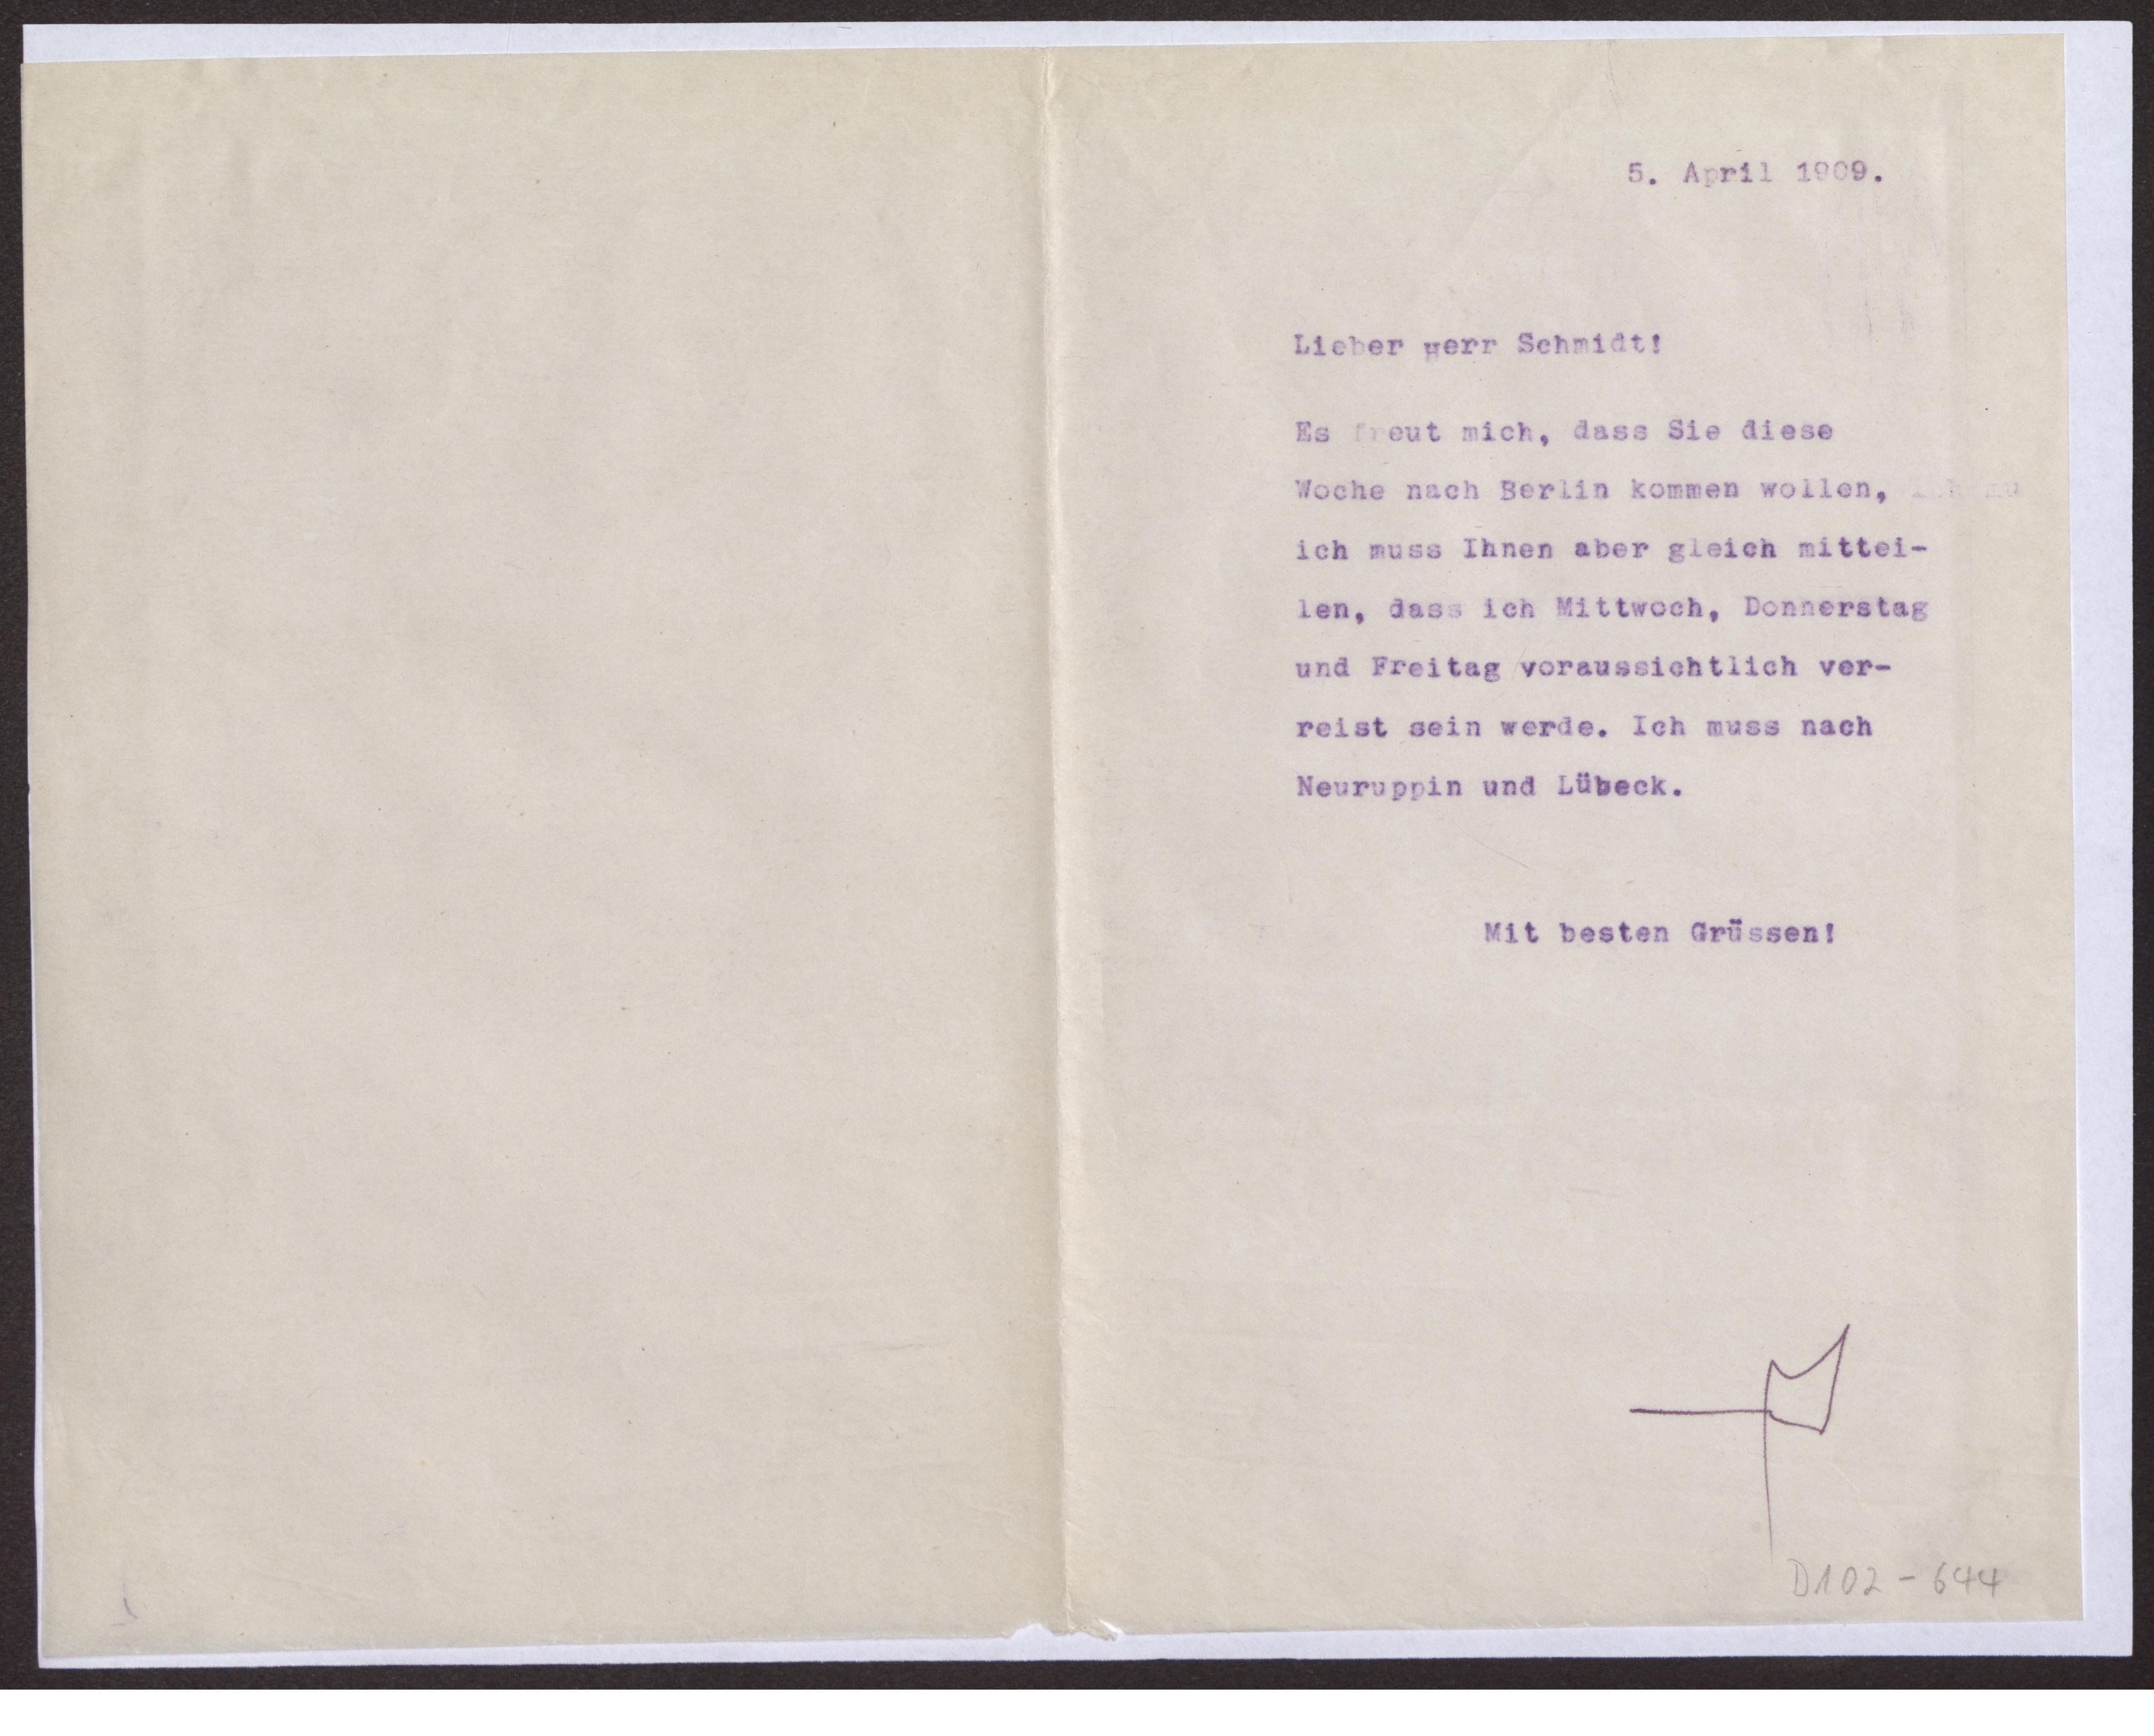 5. April 1909.
Lieber Herr Schmidt!
Es freut mich, dass Sie diese
Woche nach Berlin kommen wollen,
ich muss Ihnen aber gleich mittei-
len, dass ich Mittwoch, Donnerstag
und Freitag voraussichtlich ver-
reist sein werde. Ich muss nach
Neuruppin und Lübeck.
Mit besten Grüssen!
D102-644